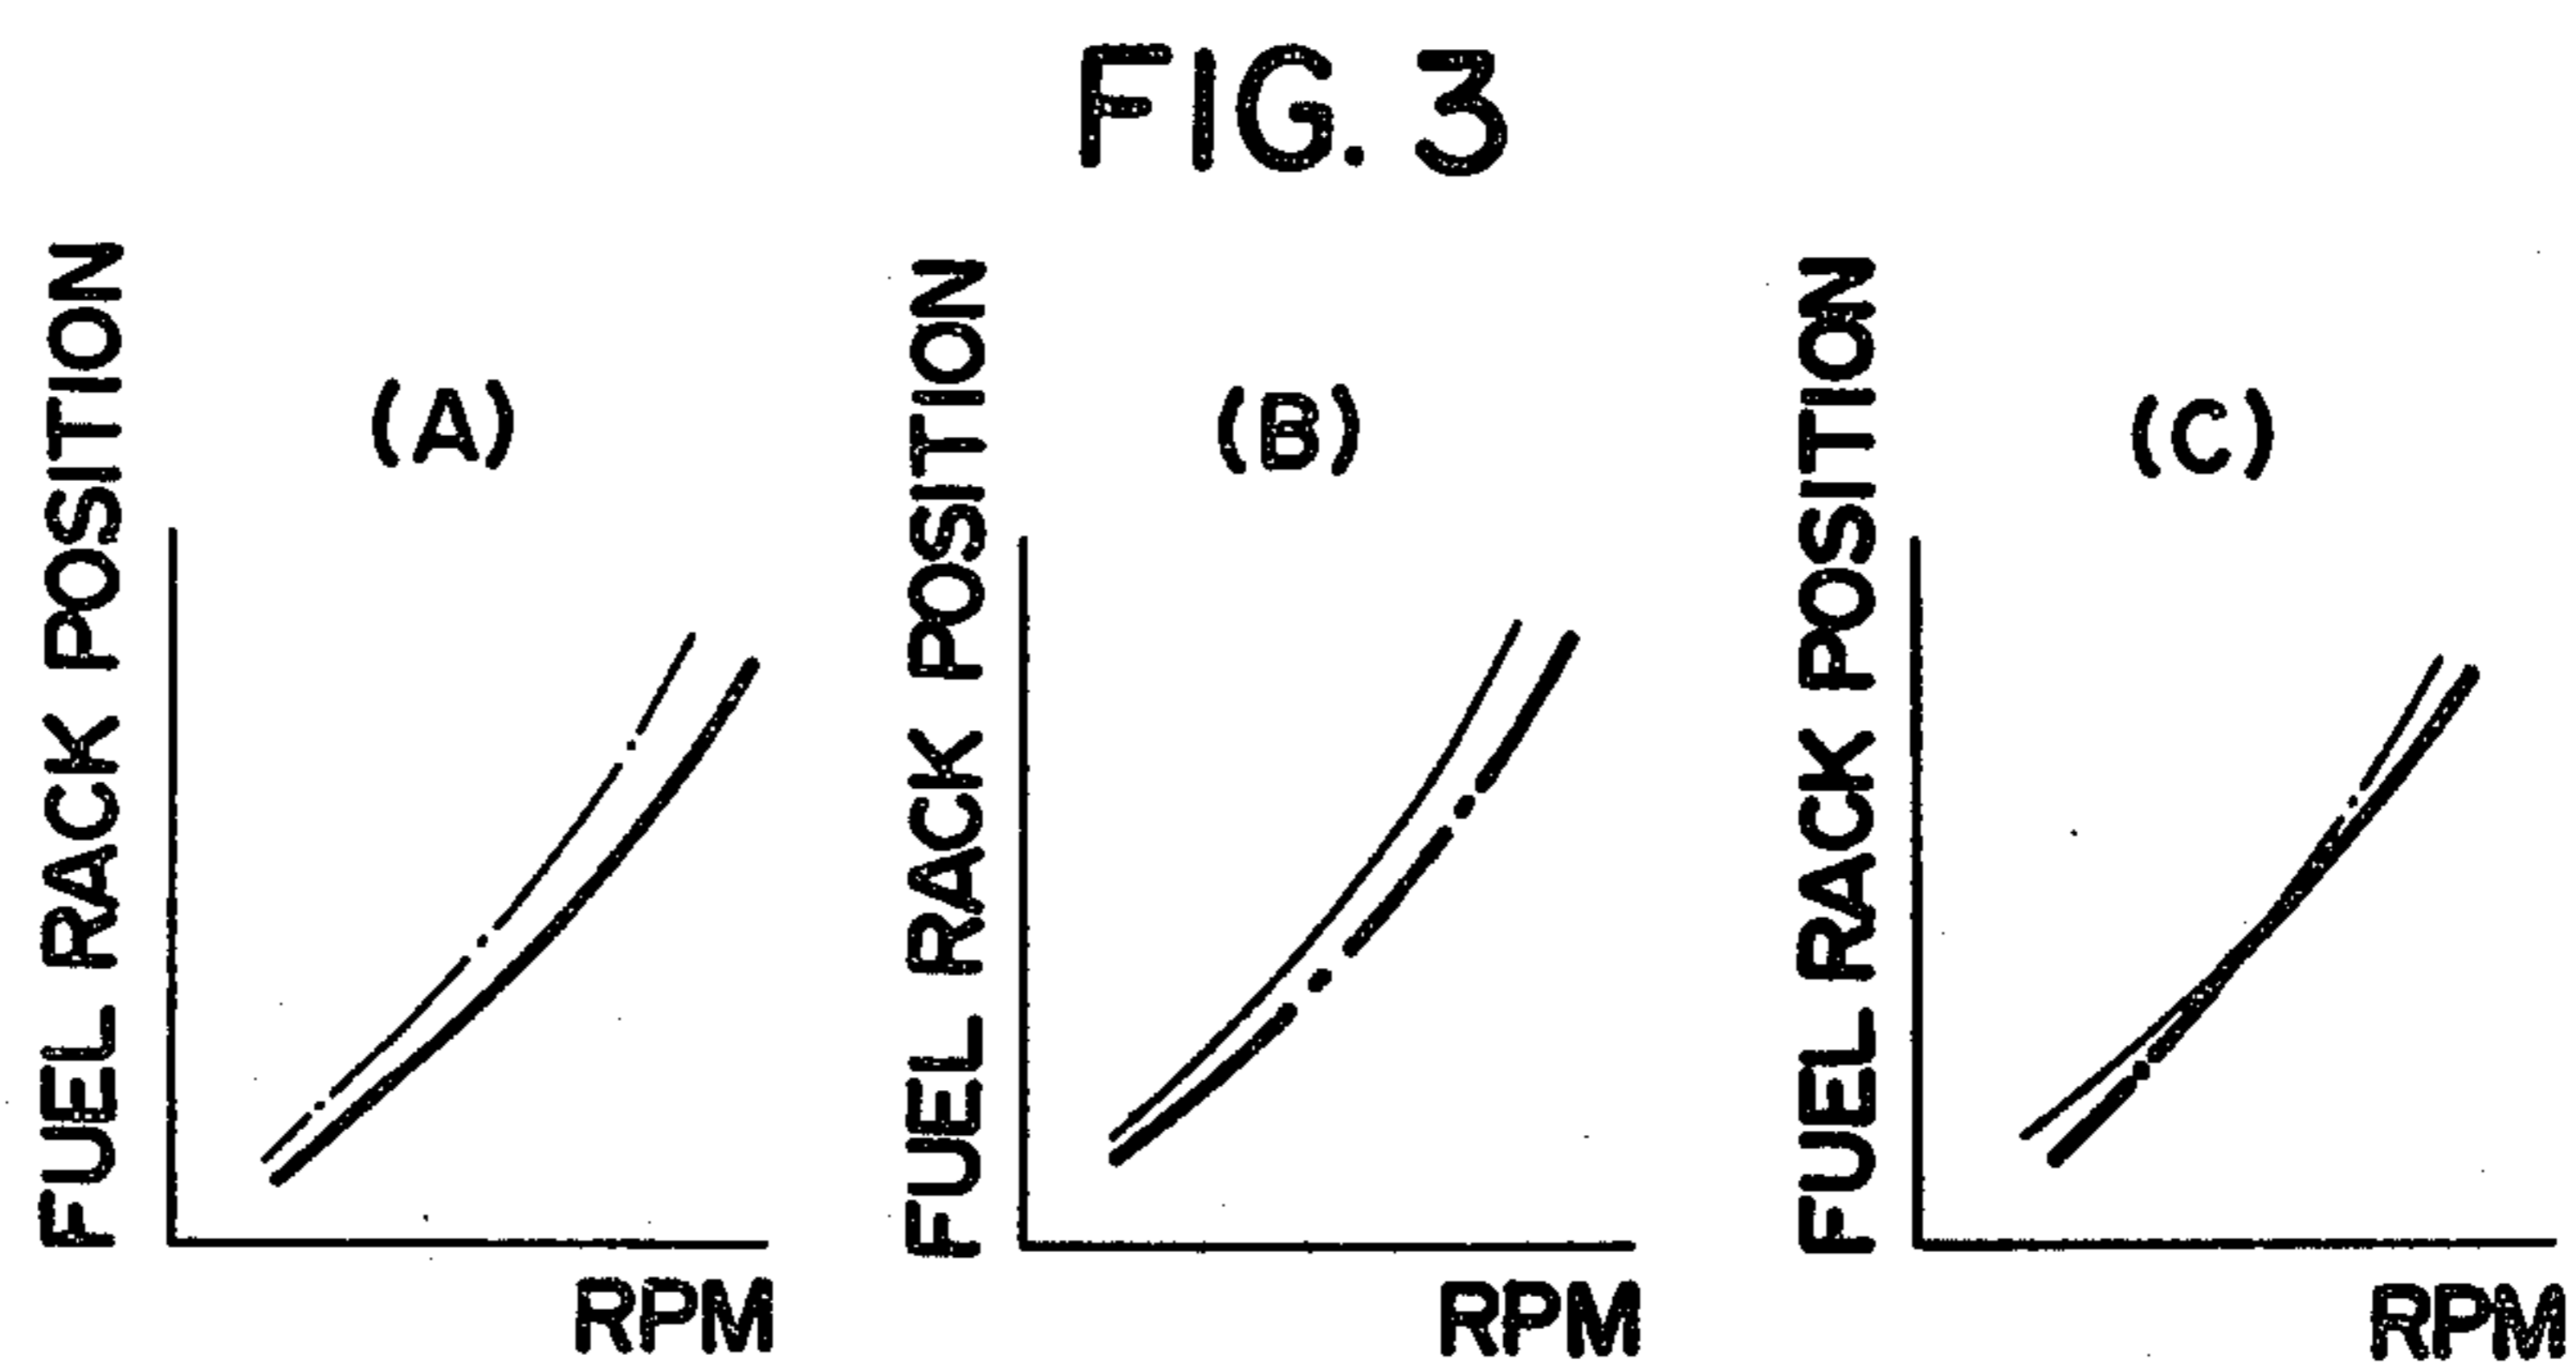 FIG. 3
FUEL RACK POSITION
(A)
RPM
FUEL RACK POSITION
(B)
RPM
FUEL RACK POSITION
(C)
RPM